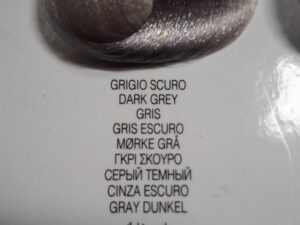 GRIGIO SCURO
DARK GREY
GRIS
GRIS ESCURO
MØRKE GRÅ
ΓΚΡΙ ΣΚΟΥΡΟ
СЕРЫЙ ТЕМНЫЙ
CINZA ESCURO
GRAY DUNKEL